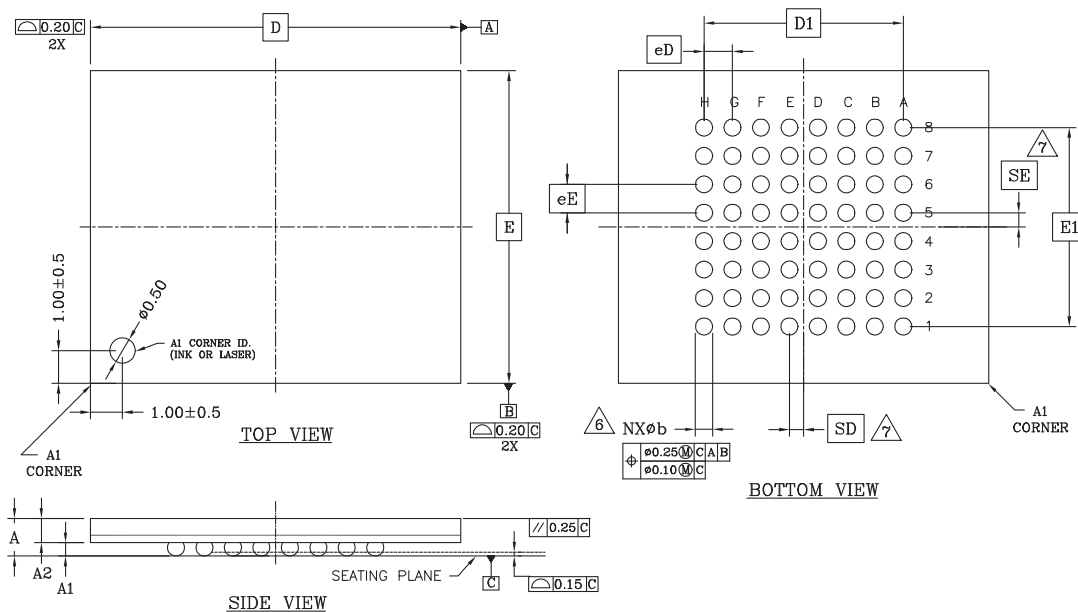 ⌓ 0.20 C
2X
D
A
E
1.00±0.5
ø0.50
A1 CORNER ID.
(INK OR LASER)
1.00±0.5
A1
CORNER
TOP VIEW
B
⌓ 0.20 C
2X
D1
eD
H G F E D C B A
8
7
6
5
4
3
2
1
7
SE
eE
E1
6 NXøb
⌖ ø0.25 Ⓜ C A B
ø0.10 Ⓜ C
SD 7
A1
CORNER
BOTTOM VIEW
A
A2
A1
// 0.25 C
SEATING PLANE
C
⌓ 0.15 C
SIDE VIEW